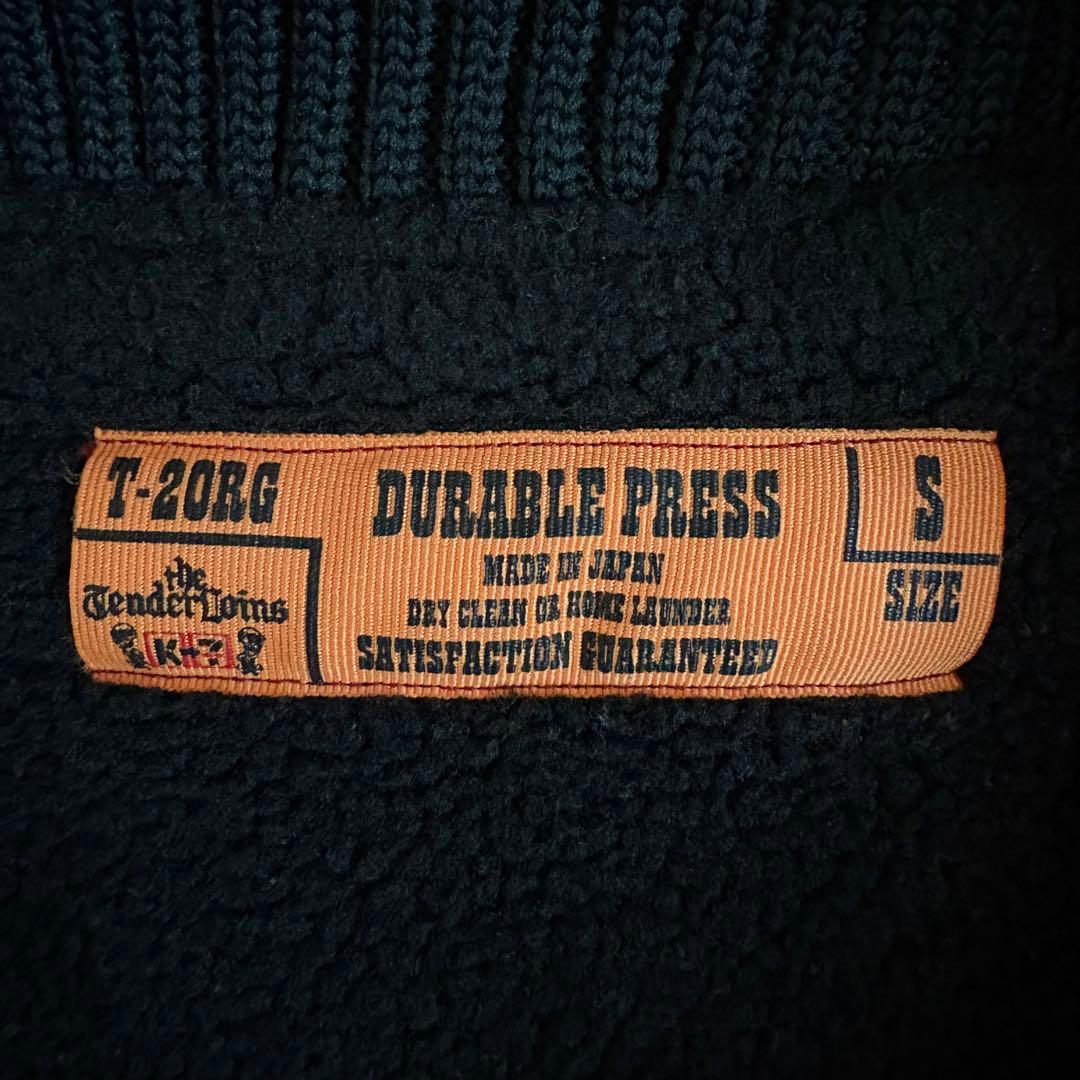 T-20RG
the
TenderLoins
K-7
DURABLE PRESS
MADE IN JAPAN
DRY CLEAN OR HOME LAUNDER
SATISFACTION GUARANTEED
S
SIZE